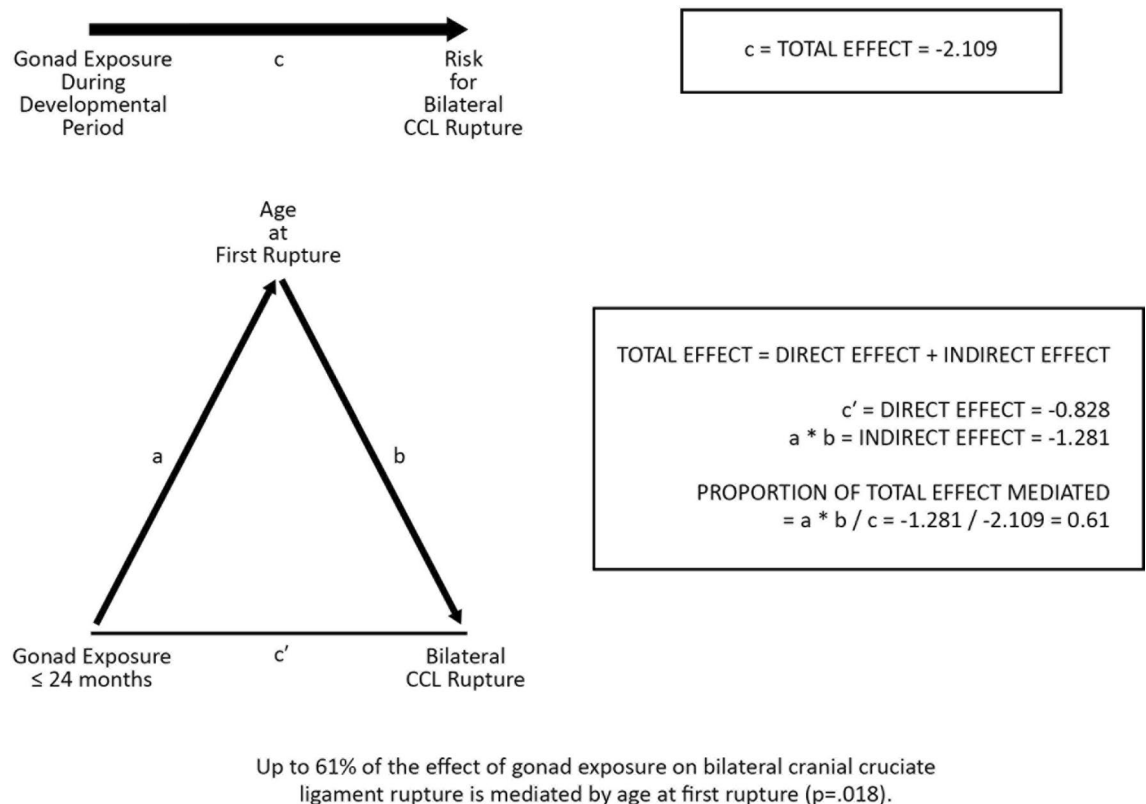 Gonad Exposure
During
Developmental
Period
c
Risk
for
Bilateral
CCL Rupture
c = TOTAL EFFECT = -2.109
Age
at
First Rupture
a
b
Gonad Exposure
≤ 24 months
c′
Bilateral
CCL Rupture
TOTAL EFFECT = DIRECT EFFECT + INDIRECT EFFECT
c′ = DIRECT EFFECT = -0.828
a * b = INDIRECT EFFECT = -1.281
PROPORTION OF TOTAL EFFECT MEDIATED
= a * b / c = -1.281 / -2.109 = 0.61
Up to 61% of the effect of gonad exposure on bilateral cranial cruciate
ligament rupture is mediated by age at first rupture (p=.018).